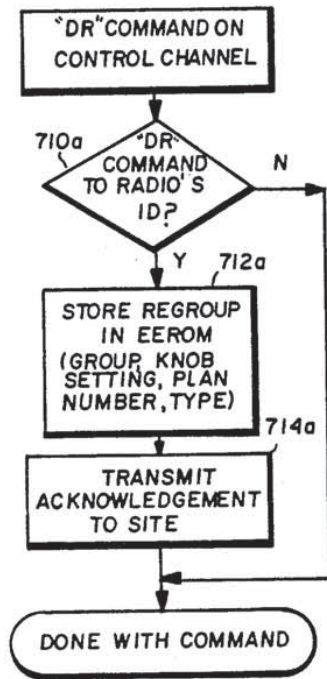 "DR" COMMAND ON
CONTROL CHANNEL
710a
"DR"
COMMAND
TO RADIO'S
ID?
N
Y
712a
STORE REGROUP
IN EEROM
(GROUP, KNOB
SETTING, PLAN
NUMBER, TYPE)
714a
TRANSMIT
ACKNOWLEDGEMENT
TO SITE
DONE WITH COMMAND